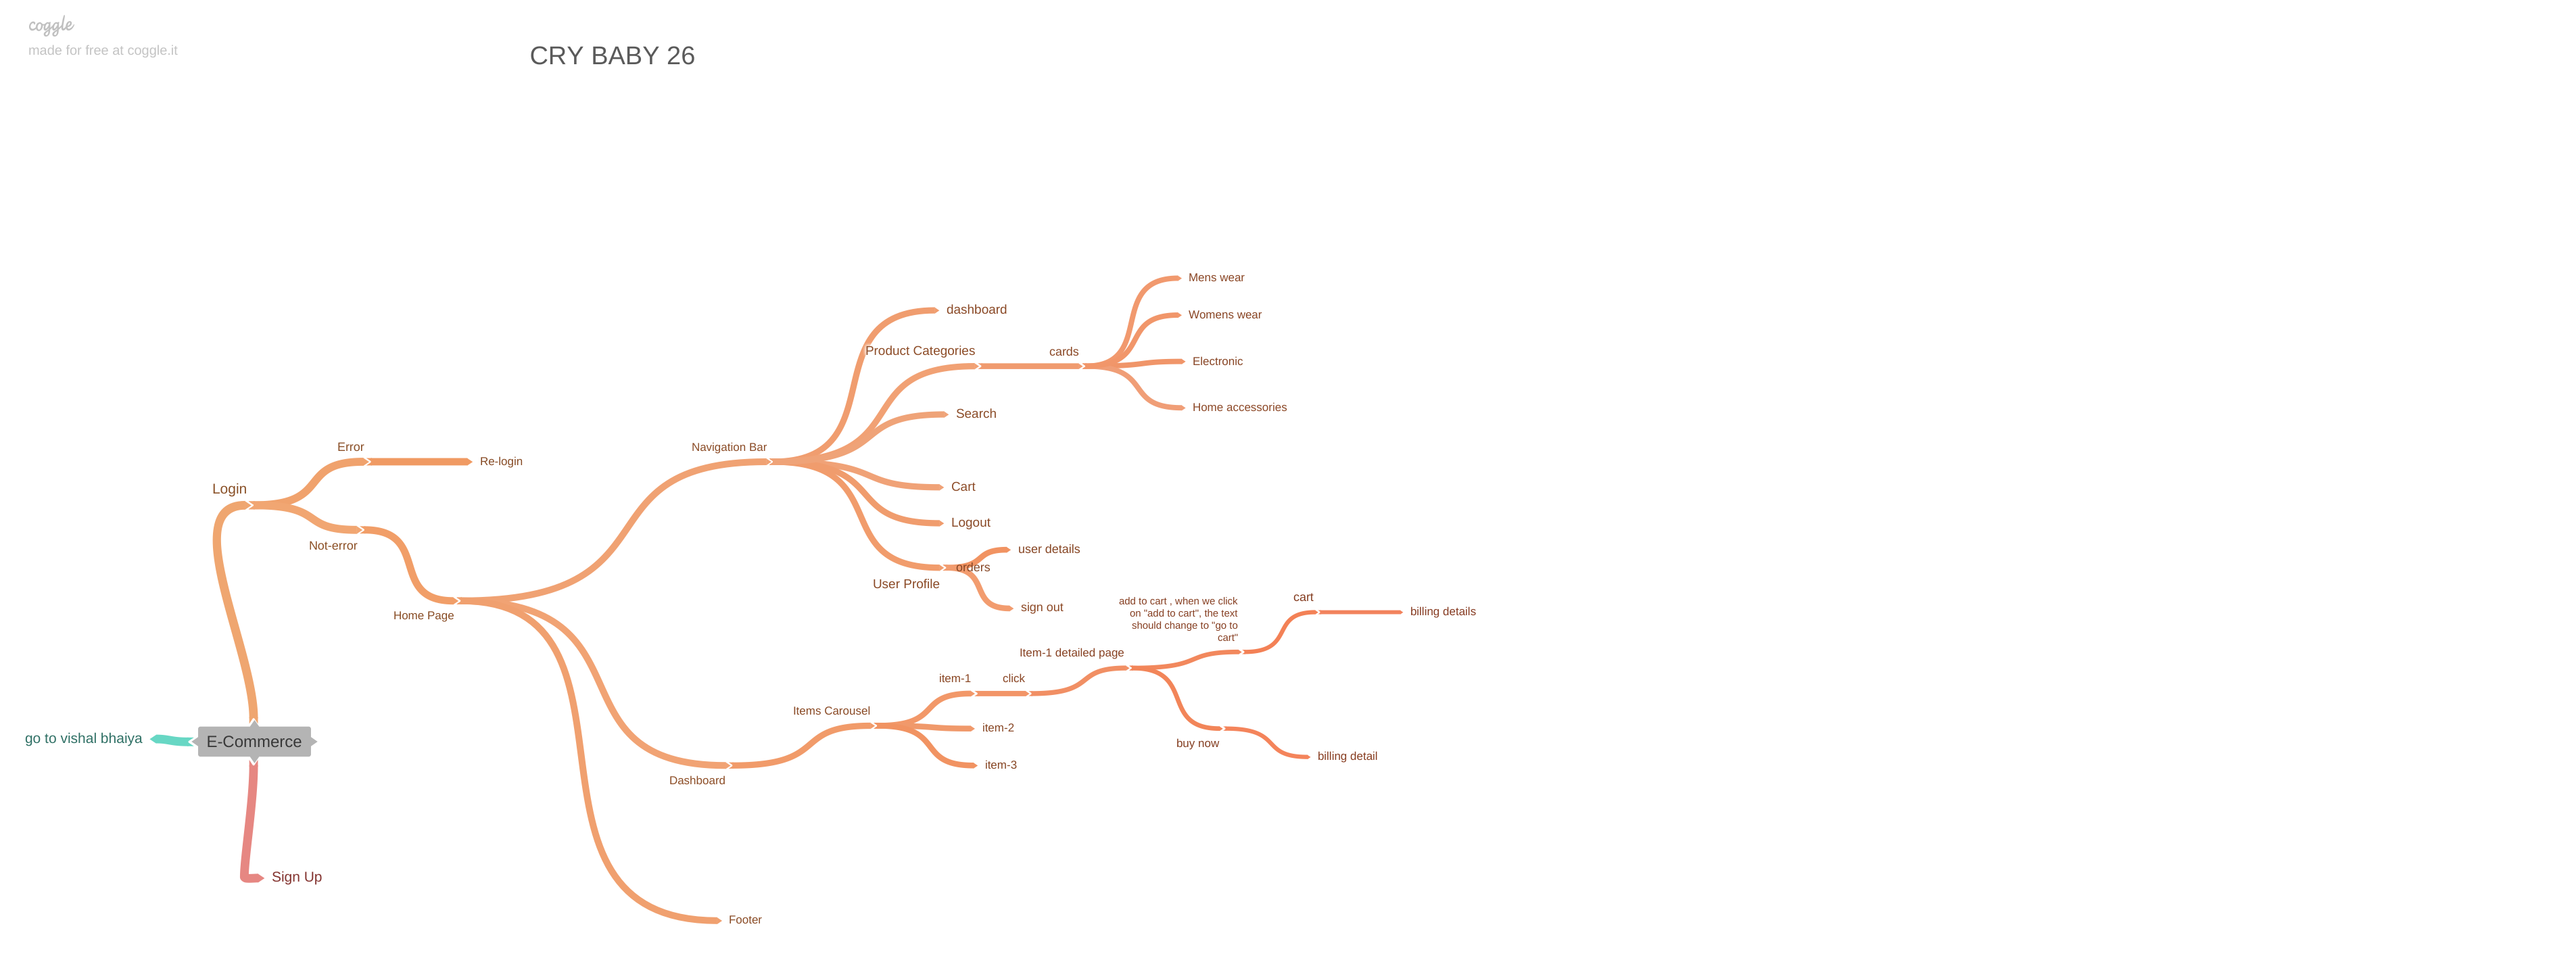 coggle
made for free at coggle.it
CRY BABY 26
Mens wear
dashboard
Womens wear
Product Categories
cards
Electronic
Home accessories
Search
Error
Navigation Bar
Re-login
Login
Cart
Logout
Not-error
user details
orders
User Profile
sign out
Home Page
add to cart , when we click
on "add to cart", the text
should change to "go to
cart"
cart
billing details
Item-1 detailed page
item-1
click
Items Carousel
item-2
buy now
billing detail
item-3
Dashboard
go to vishal bhaiya
E-Commerce
Sign Up
Footer